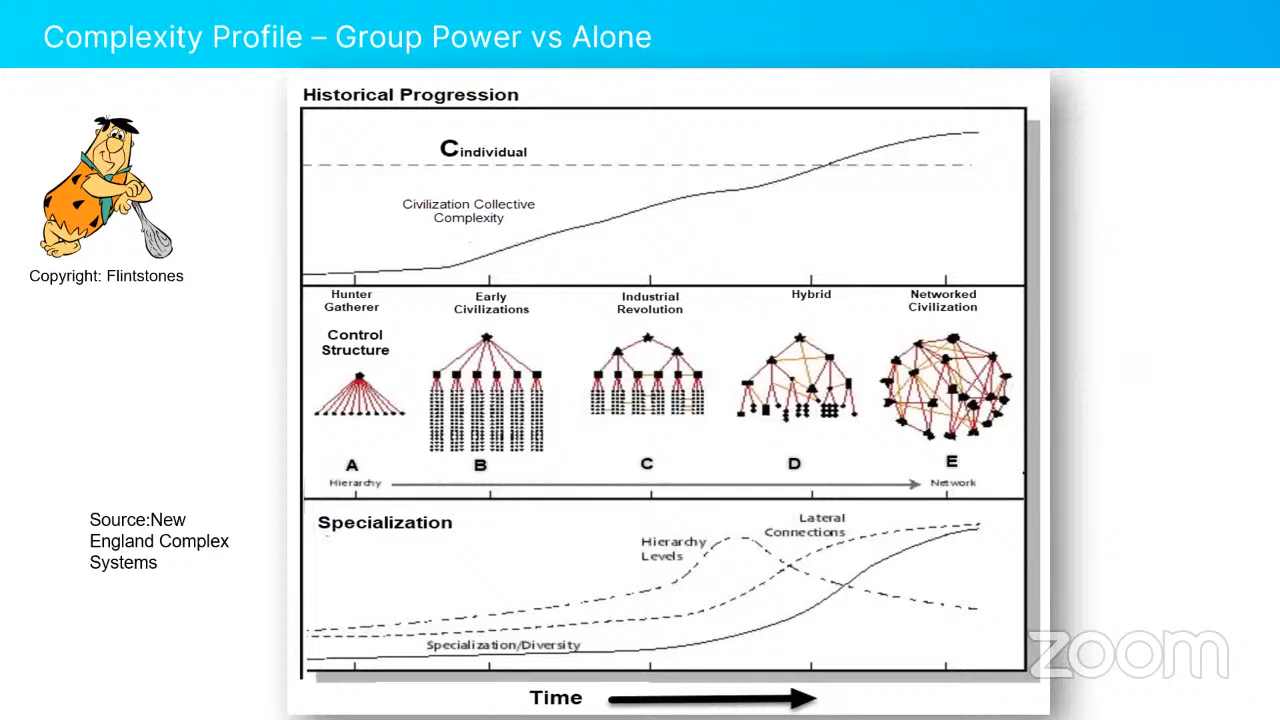 Complexity Profile – Group Power vs Alone
Historical Progression
Cindividual
Civilization Collective
Complexity
Copyright: Flintstones
Hunter
Gatherer
Early
Civilizations
Industrial
Revolution
Hybrid
Networked
Civilization
Control
Structure
A
B
C
D
E
Hierarchy
Network
Source:New
England Complex
Systems
Specialization
Hierarchy
Levels
Lateral
Connections
Specialization/Diversity
Time
zoom